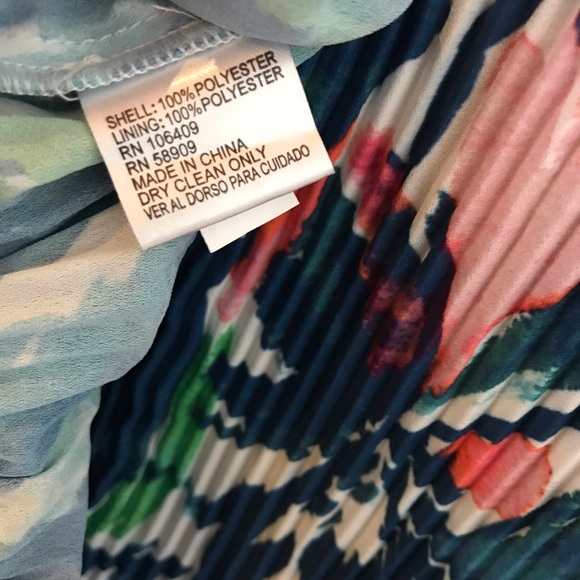 SHELL: 100% POLYESTER
LINING: 100% POLYESTER
RN 106409
RN 58909
MADE IN CHINA
DRY CLEAN ONLY
VER AL DORSO PARA CUIDADO